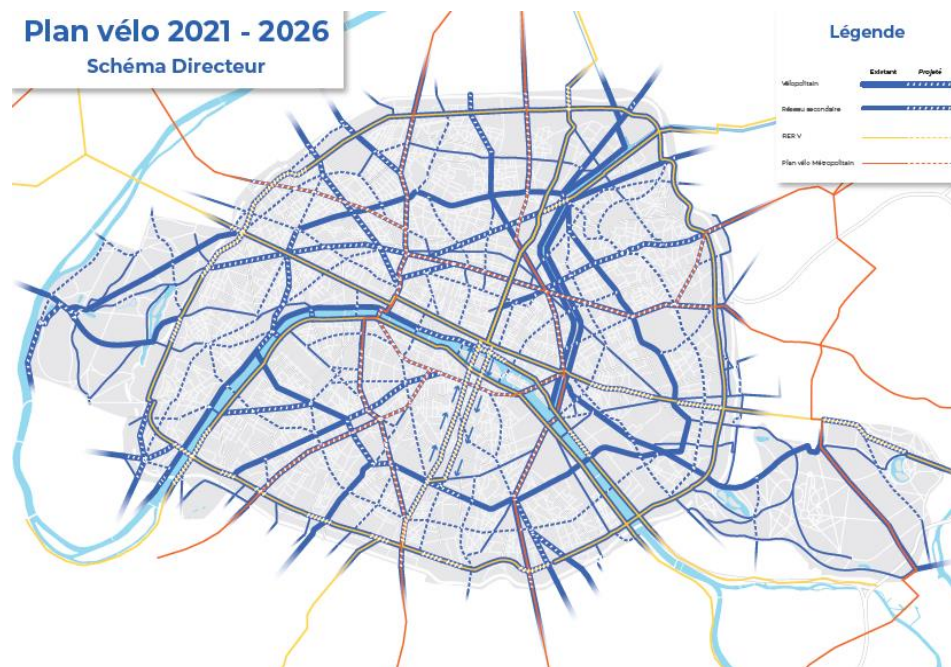 Plan vélo 2021 - 2026
Schéma Directeur
Légende
Existant Projeté
Vélopolitain
Réseau secondaire
RER V
Plan vélo Métropolitain